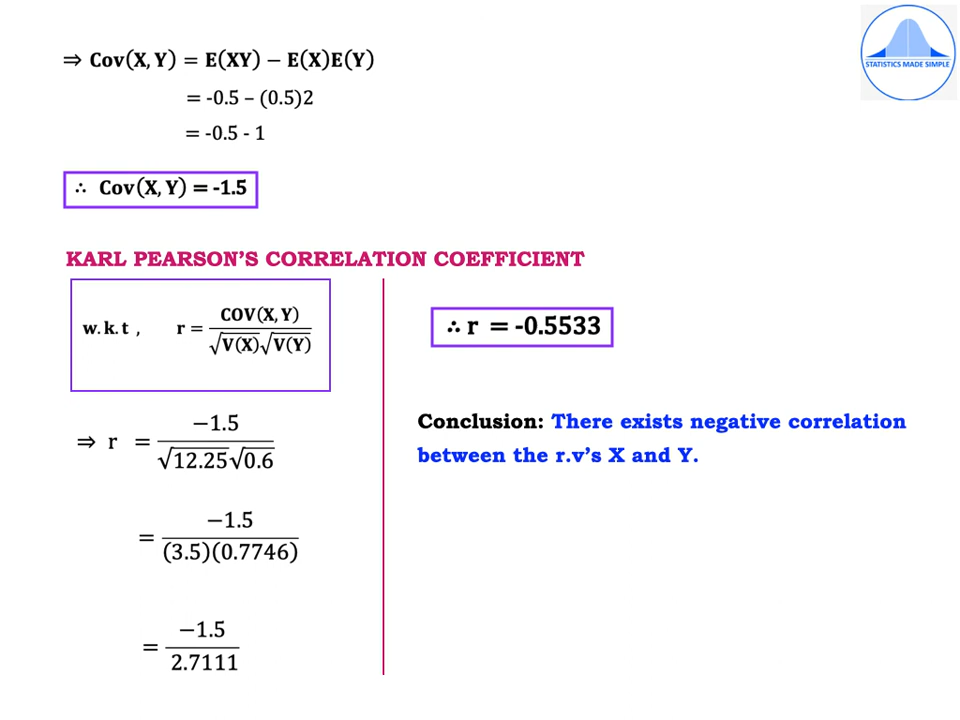 STATISTICS MADE SIMPLE
⇒ Cov(X, Y) = E(XY) − E(X)E(Y)
= -0.5 – (0.5)2
= -0.5 - 1
∴ Cov(X, Y) = -1.5
KARL PEARSON'S CORRELATION COEFFICIENT
w. k. t , r = COV(X, Y) / √V(X)√V(Y)
⇒ r = −1.5 / √12.25√0.6
= −1.5 / (3.5)(0.7746)
= −1.5 / 2.7111
∴ r = -0.5533
Conclusion: There exists negative correlation
between the r.v's X and Y.